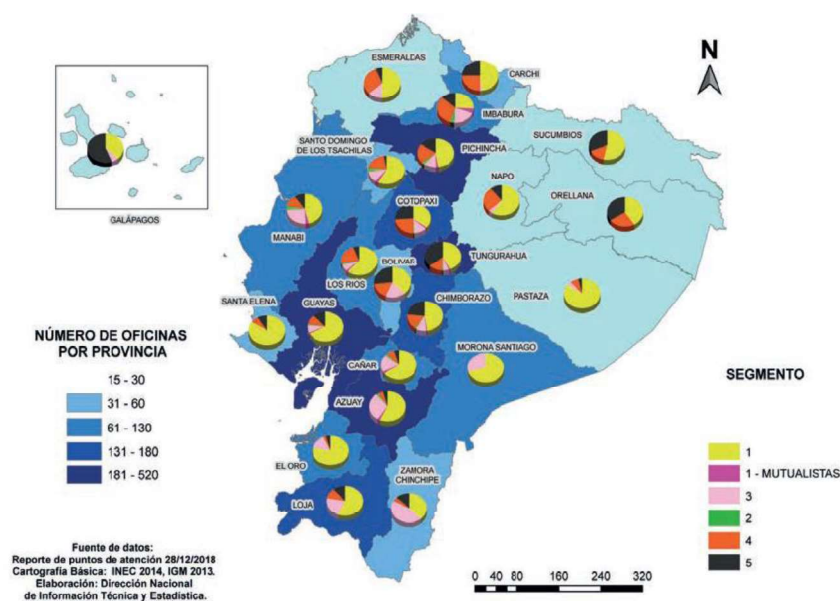 ESMERALDAS
CARCHI
N
IMBABURA
SANTO DOMINGO
DE LOS TSACHILAS
PICHINCHA
SUCUMBIOS
NAPO
ORELLANA
COTOPAXI
GALÁPAGOS
MANABI
TUNGURAHUA
BOLIVAR
LOS RIOS
PASTAZA
SANTA ELENA
GUAYAS
CHIMBORAZO
NÚMERO DE OFICINAS
POR PROVINCIA
MORONA SANTIAGO
CAÑAR
15 - 30
31 - 60
61 - 130
131 - 180
181 - 520
SEGMENTO
AZUAY
1
1 - MUTUALISTAS
3
2
4
5
EL ORO
ZAMORA
CHINCHIPE
LOJA
Fuente de datos:
Reporte de puntos de atención 28/12/2018
Cartografía Básica: INEC 2014, IGM 2013.
Elaboración: Dirección Nacional
de Información Técnica y Estadística.
0 40 80 160 240 320